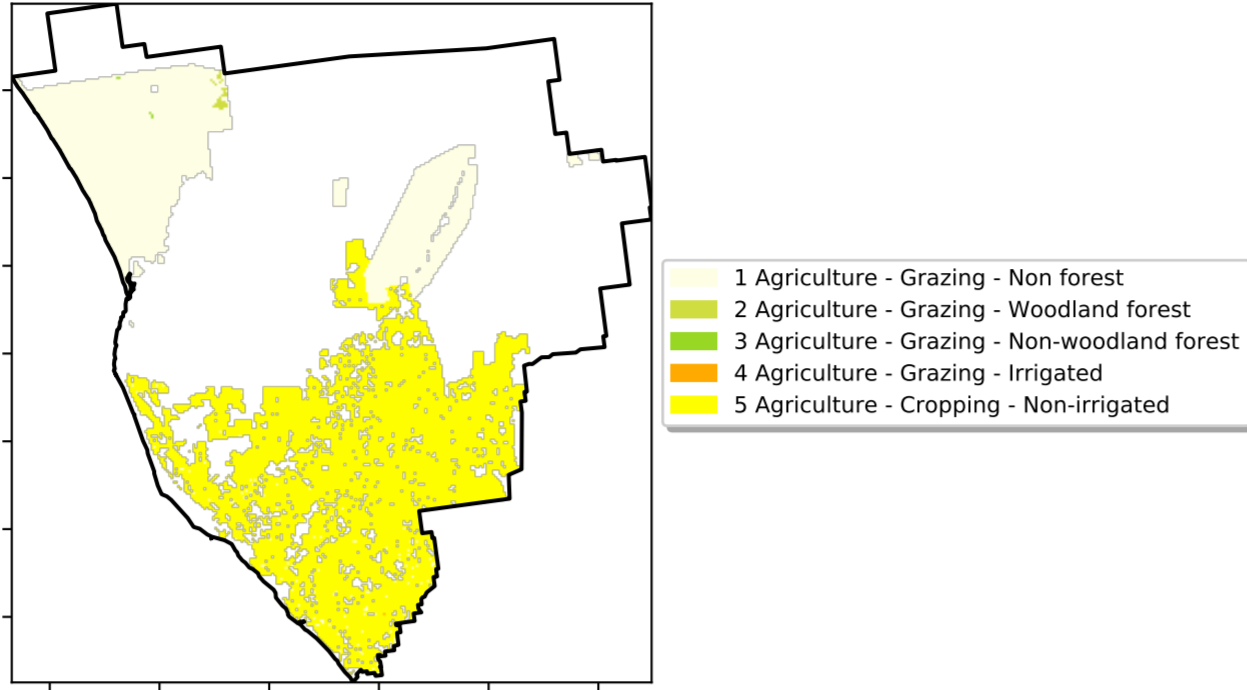 1 Agriculture - Grazing - Non forest
2 Agriculture - Grazing - Woodland forest
3 Agriculture - Grazing - Non-woodland forest
4 Agriculture - Grazing - Irrigated
5 Agriculture - Cropping - Non-irrigated